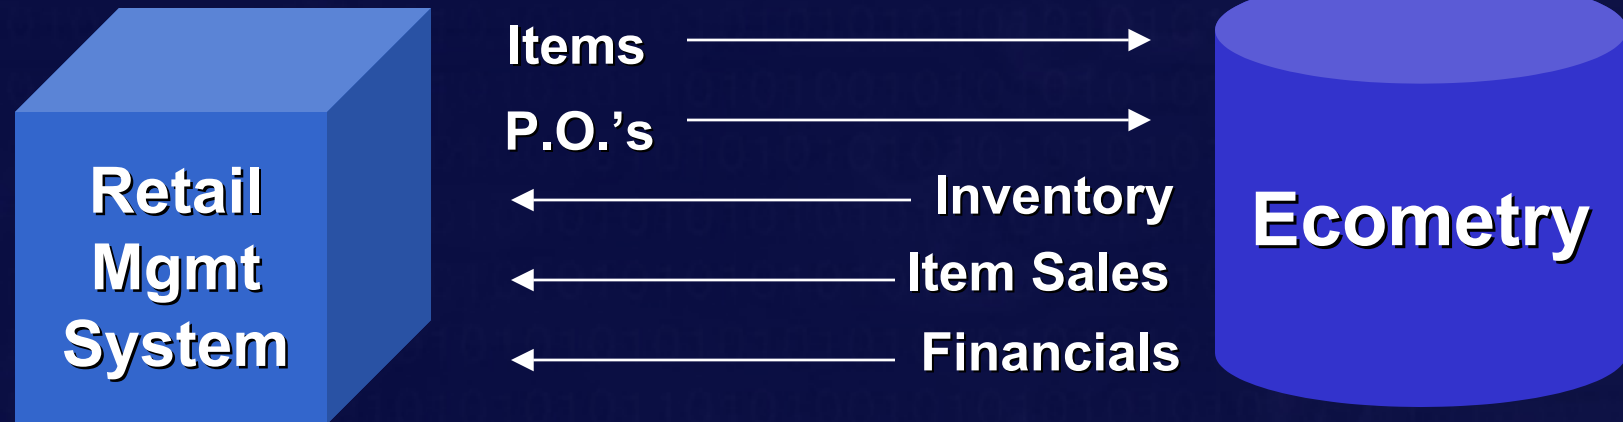 Items
P.O.'s
Retail
Mgmt
System
Inventory
Item Sales
Financials
Ecometry